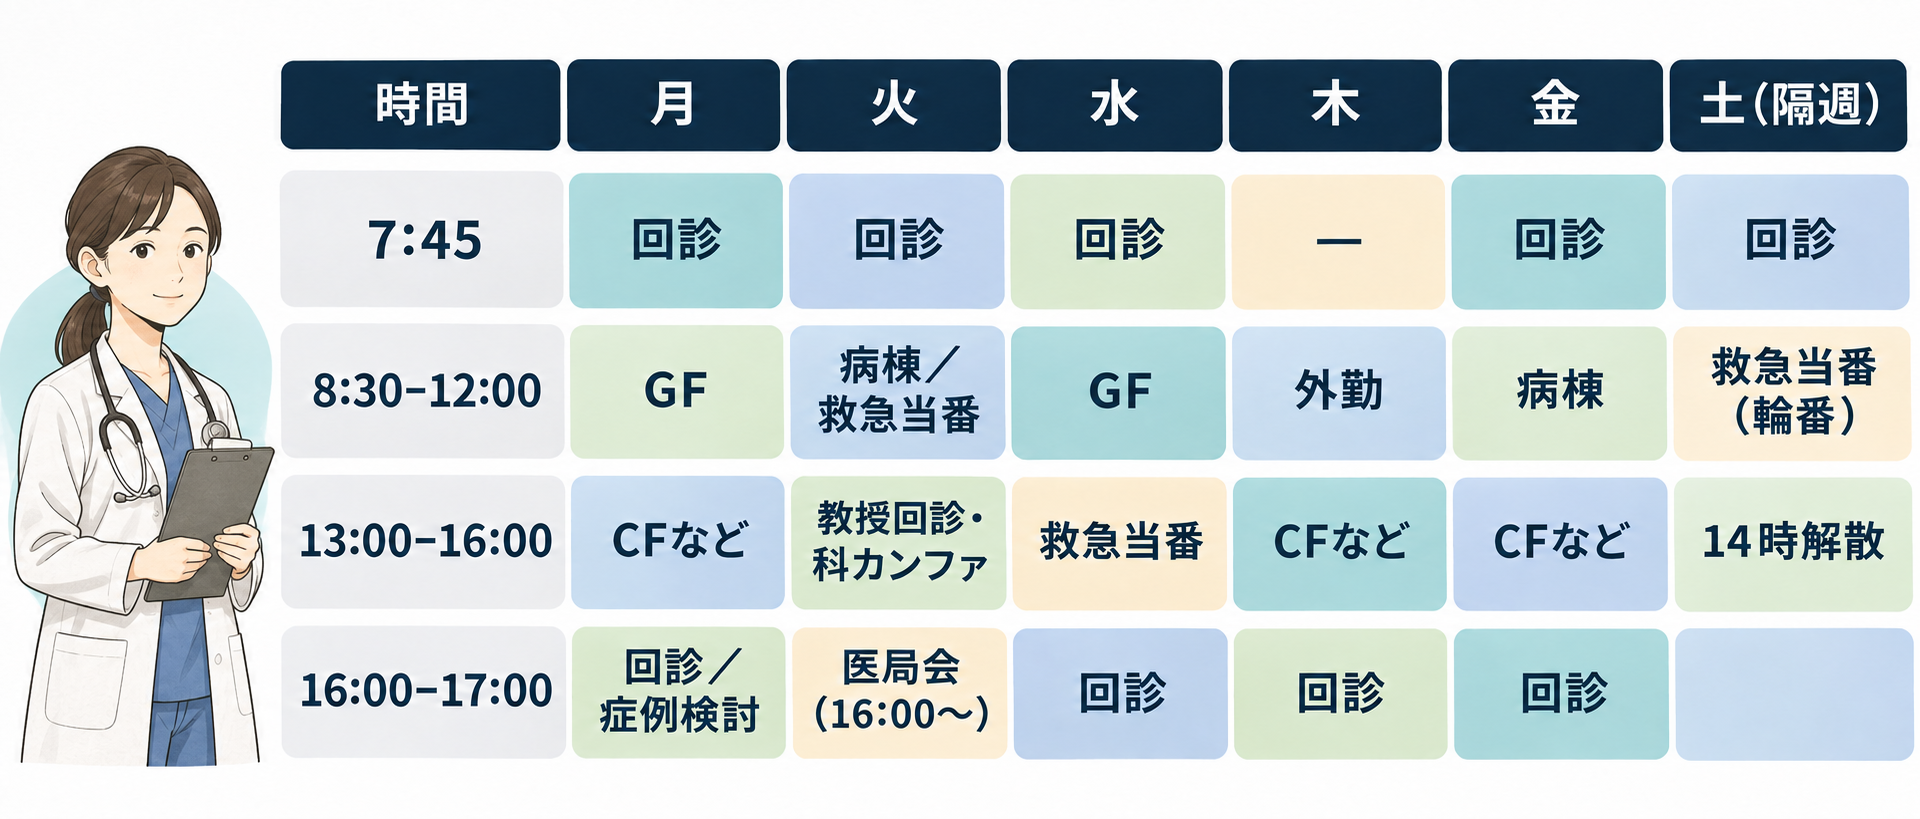 時間 月 火 水 木 金 土(隔週)
7:45 回診 回診 回診 — 回診 回診
8:30–12:00 GF 病棟／救急当番 GF 外勤 病棟 救急当番(輪番)
13:00–16:00 CFなど 教授回診・科カンファ 救急当番 CFなど CFなど 14時解散
16:00–17:00 回診／症例検討 医局会(16:00〜) 回診 回診 回診